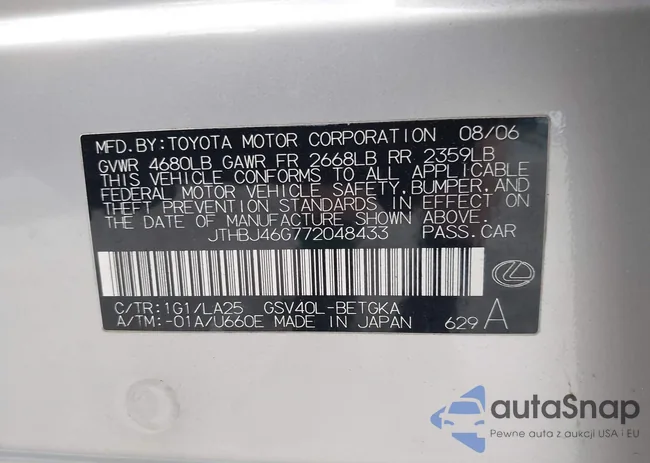 MFD.BY:TOYOTA MOTOR CORPORATION 08/06
GVWR 4680LB GAWR FR 2668LB RR 2359LB
THIS VEHICLE CONFORMS TO ALL APPLICABLE
FEDERAL MOTOR VEHICLE SAFETY,BUMPER,AND
THEFT PREVENTION STANDARDS IN EFFECT ON
THE DATE OF MANUFACTURE SHOWN ABOVE.
JTHBJ46G772048433 PASS.CAR
C/TR:1G1/LA25 GSV40L-BETGKA
A/TM:-01A/U660E MADE IN JAPAN 629 A
autaSnap
Pewne auta z aukcji USA i EU